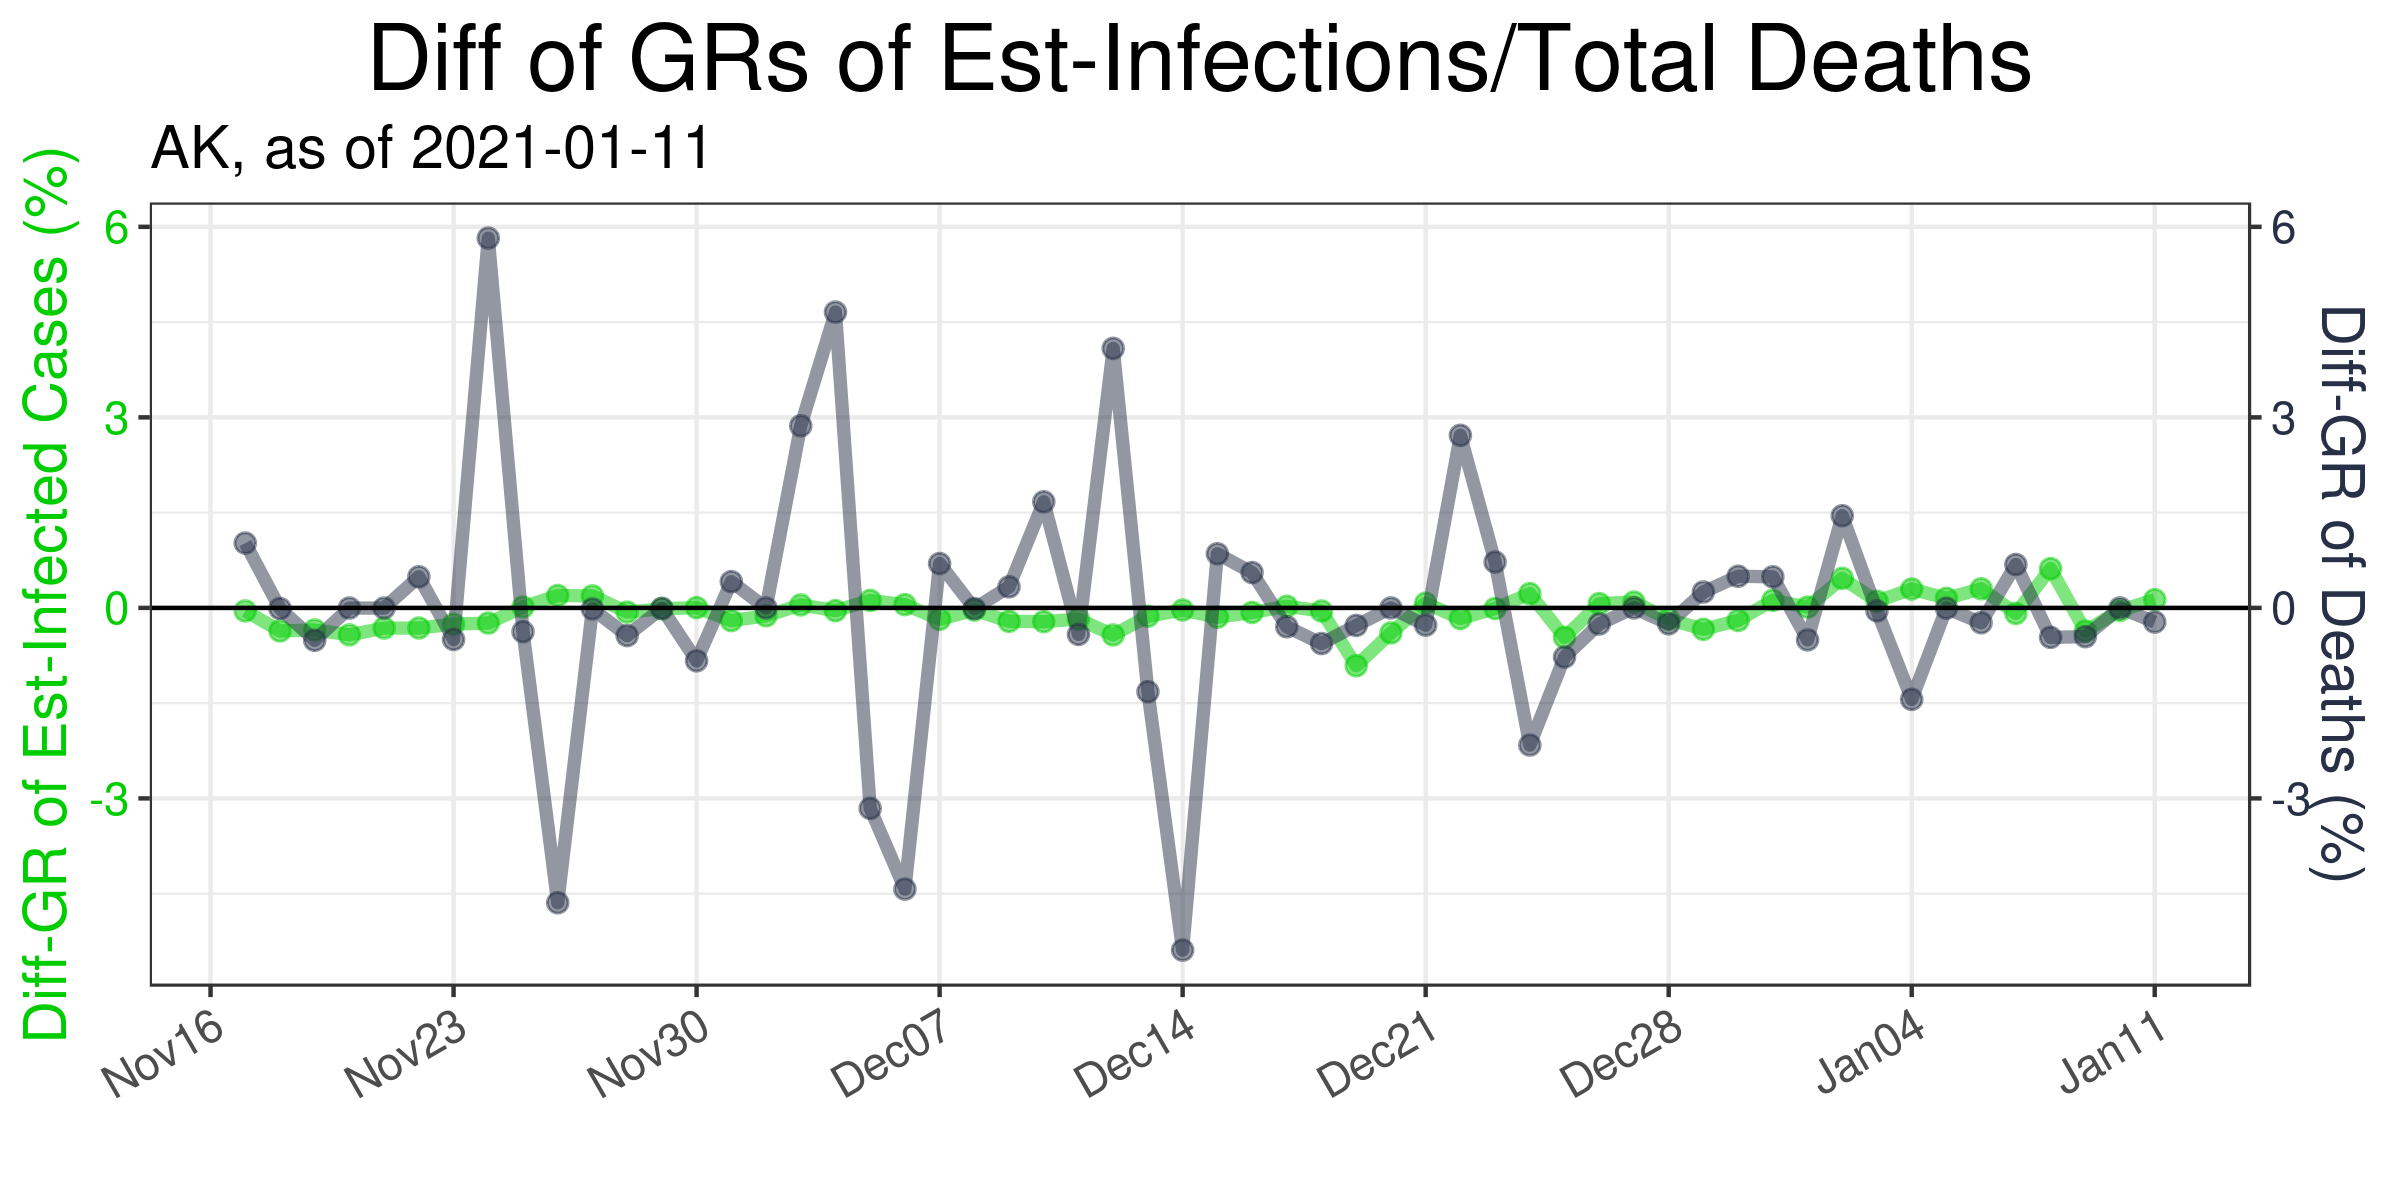 Diff of GRs of Est-Infections/Total Deaths
AK, as of 2021-01-11
Diff-GR of Est-Infected Cases (%)
6
3
0
-3
6
3
0
-3
Diff-GR of Deaths (%)
Nov16
Nov23
Nov30
Dec07
Dec14
Dec21
Dec28
Jan04
Jan11